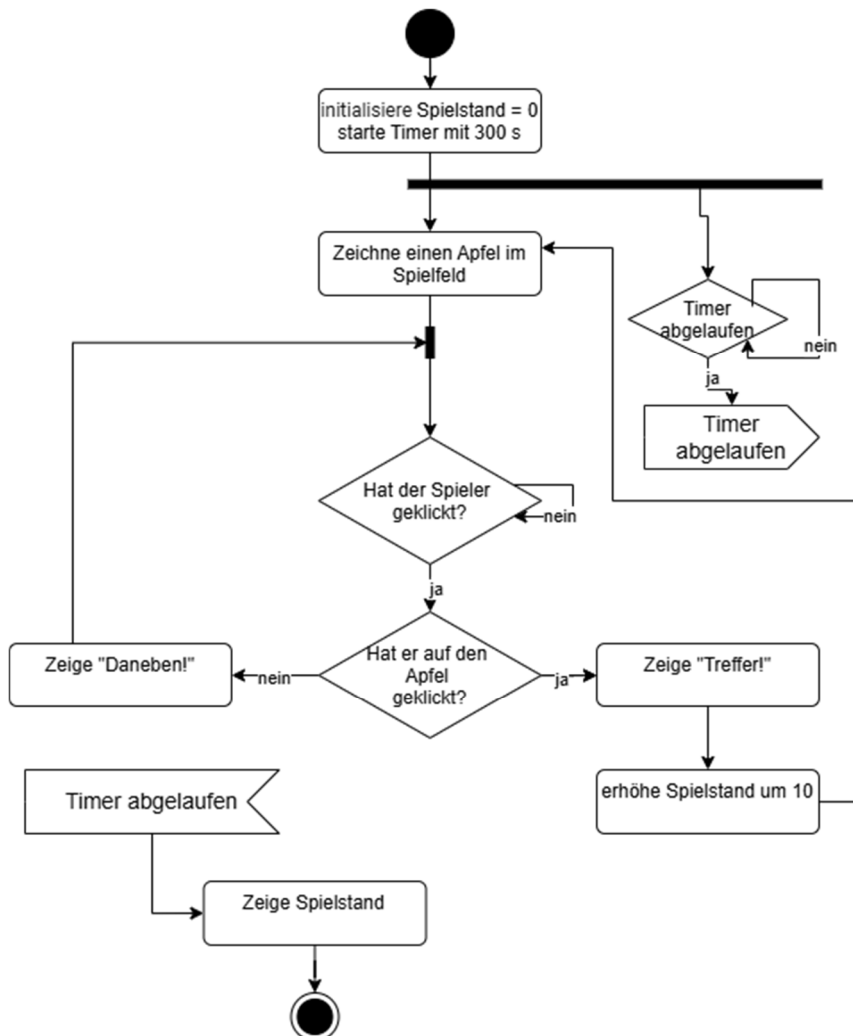 initialisiere Spielstand = 0
starte Timer mit 300 s
Zeichne einen Apfel im
Spielfeld
Timer
abgelaufen
nein
ja
Timer
abgelaufen
Hat der Spieler
geklickt?
nein
ja
Hat er auf den
Apfel
geklickt?
nein
Zeige "Daneben!"
ja
Zeige "Treffer!"
erhöhe Spielstand um 10
Timer abgelaufen
Zeige Spielstand